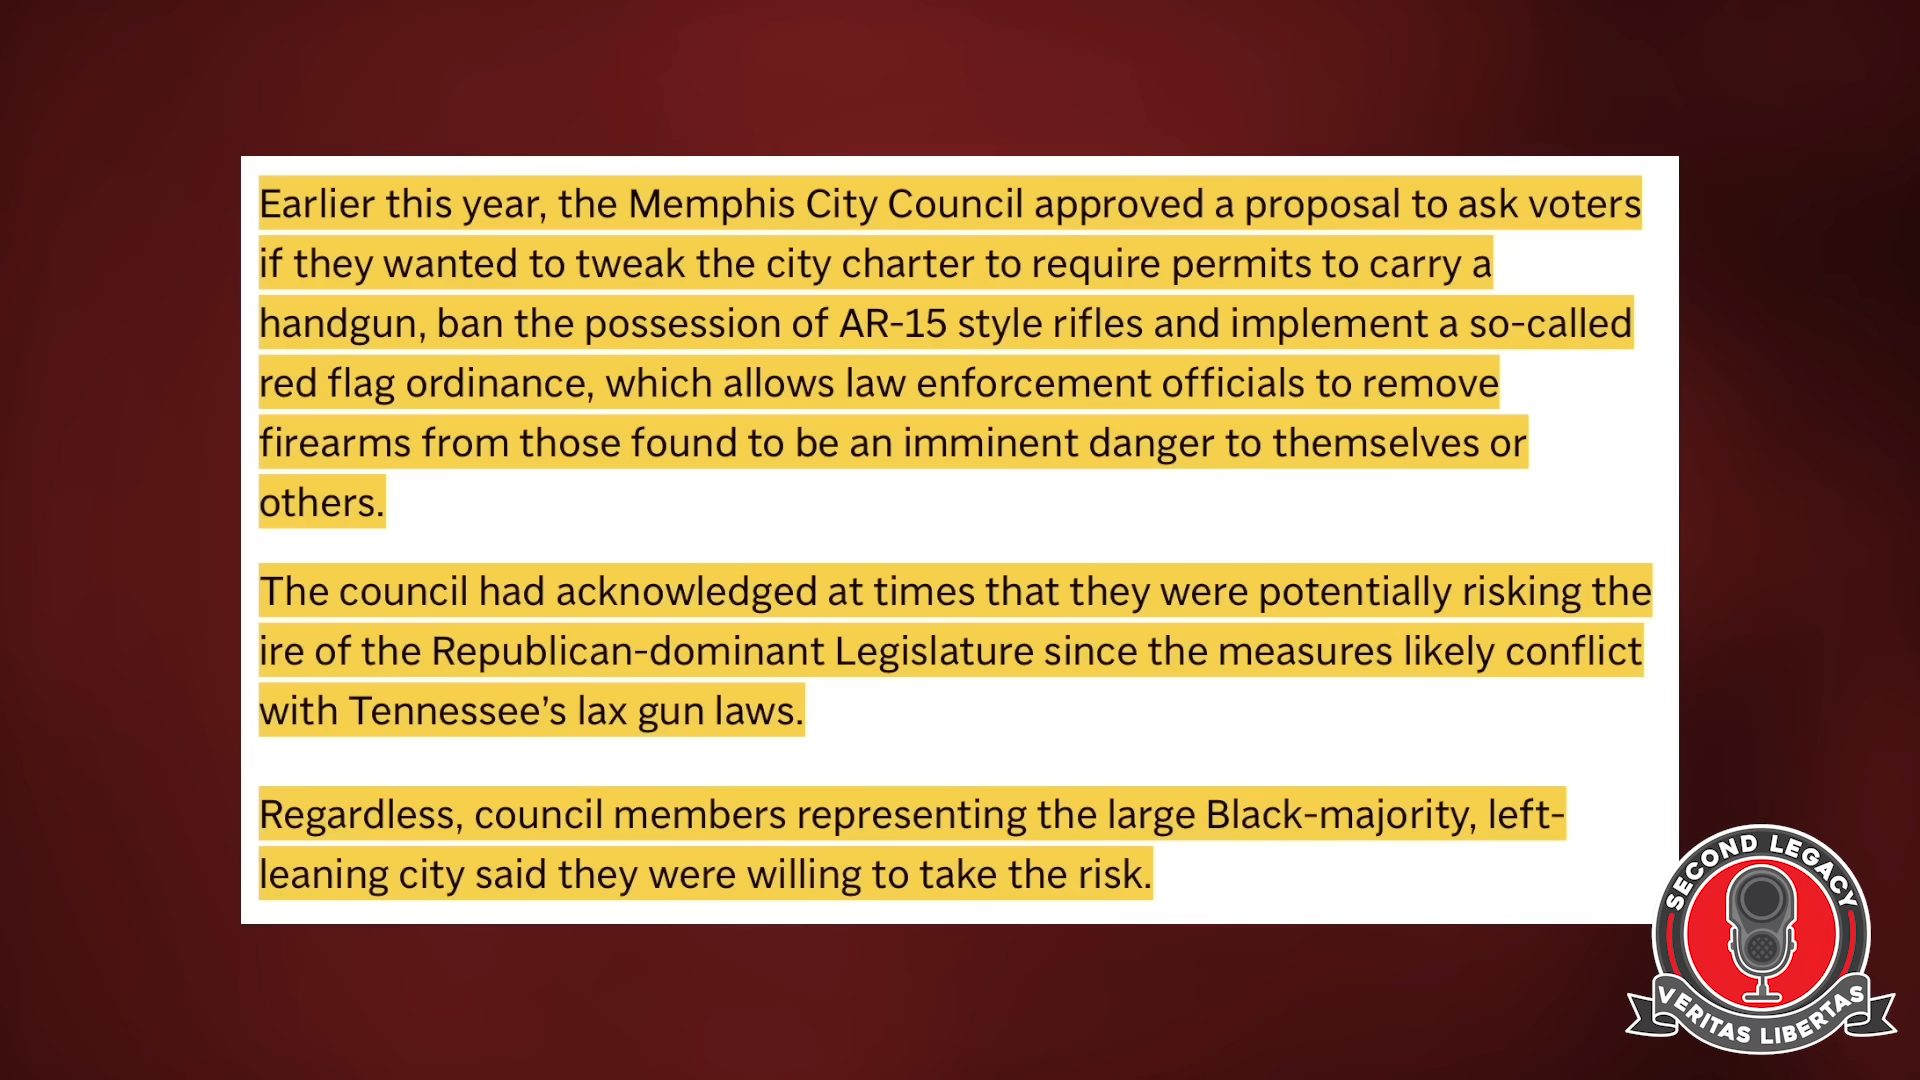 Earlier this year, the Memphis City Council approved a proposal to ask voters
if they wanted to tweak the city charter to require permits to carry a
handgun, ban the possession of AR-15 style rifles and implement a so-called
red flag ordinance, which allows law enforcement officials to remove
firearms from those found to be an imminent danger to themselves or
others.
The council had acknowledged at times that they were potentially risking the
ire of the Republican-dominant Legislature since the measures likely conflict
with Tennessee’s lax gun laws.
Regardless, council members representing the large Black-majority, left-
leaning city said they were willing to take the risk.
SECOND LEGACY
VERITAS LIBERTAS